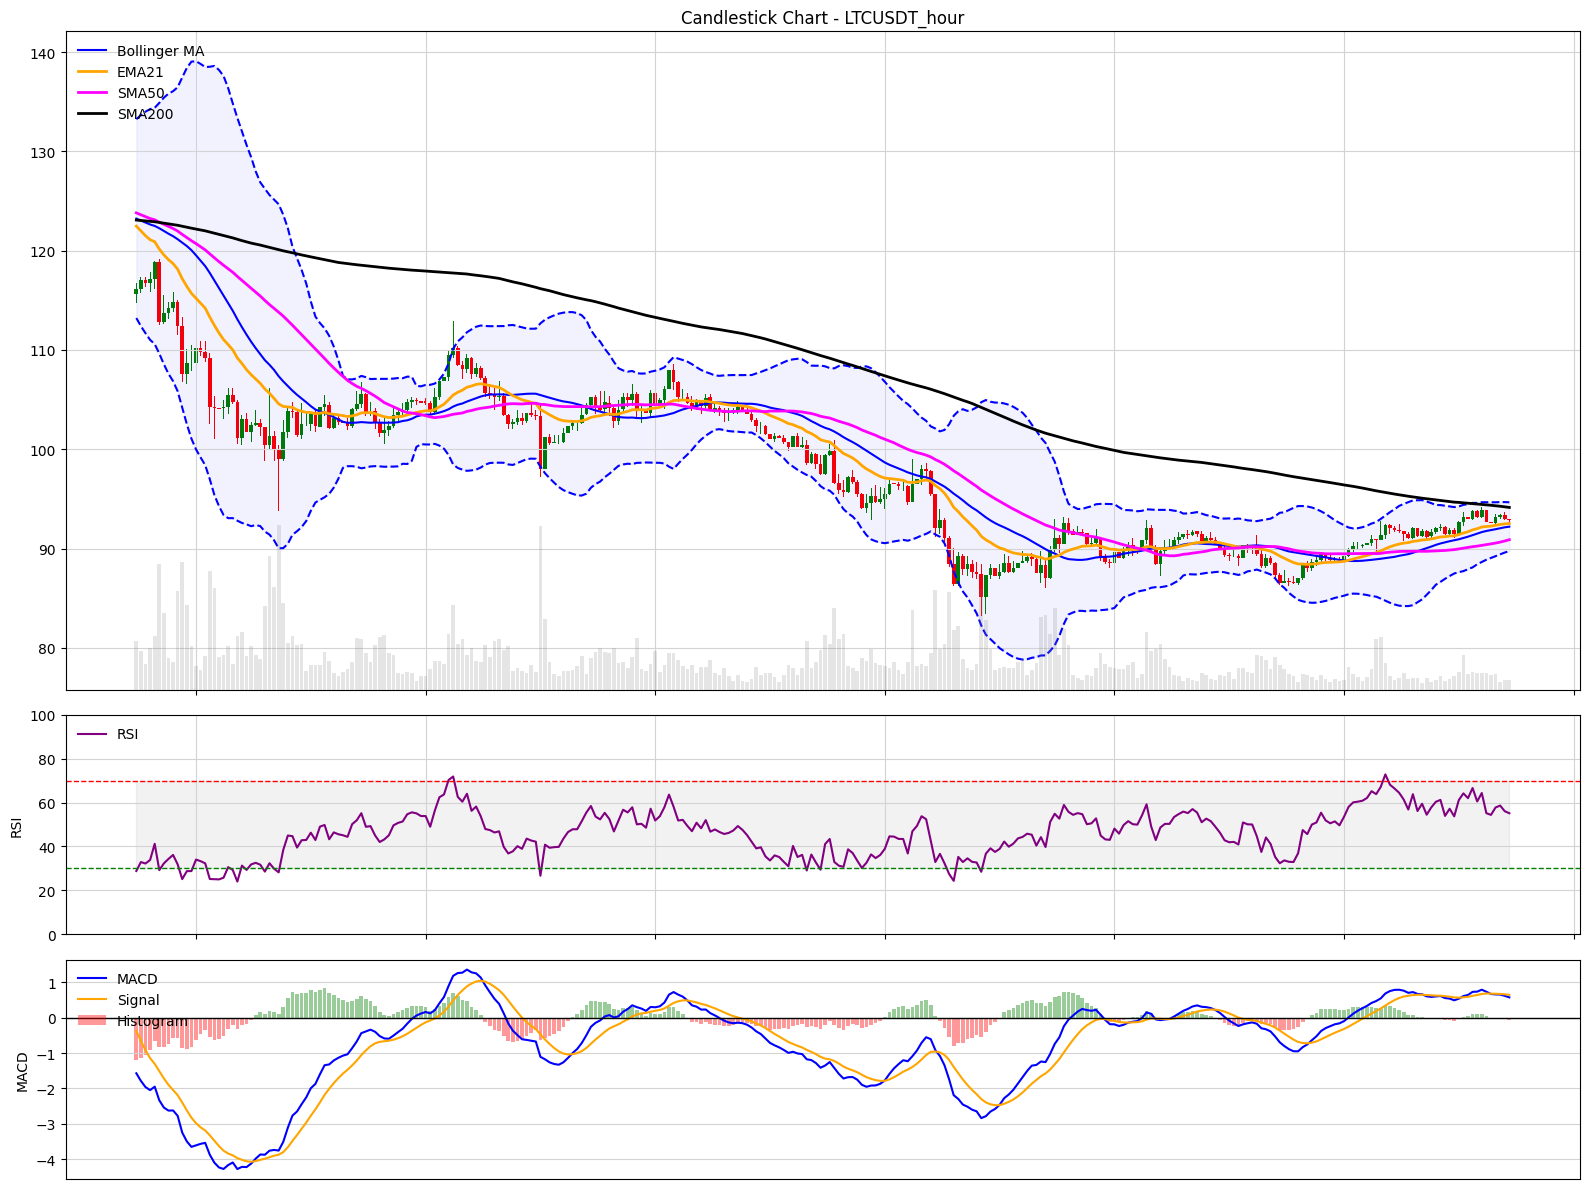 Candlestick Chart - LTCUSDT_hour
140
130
120
110
100
90
80
Bollinger MA
EMA21
SMA50
SMA200
100
80
60
40
20
0
RSI
RSI
1
0
−1
−2
−3
−4
MACD
MACD
Signal
Histogram